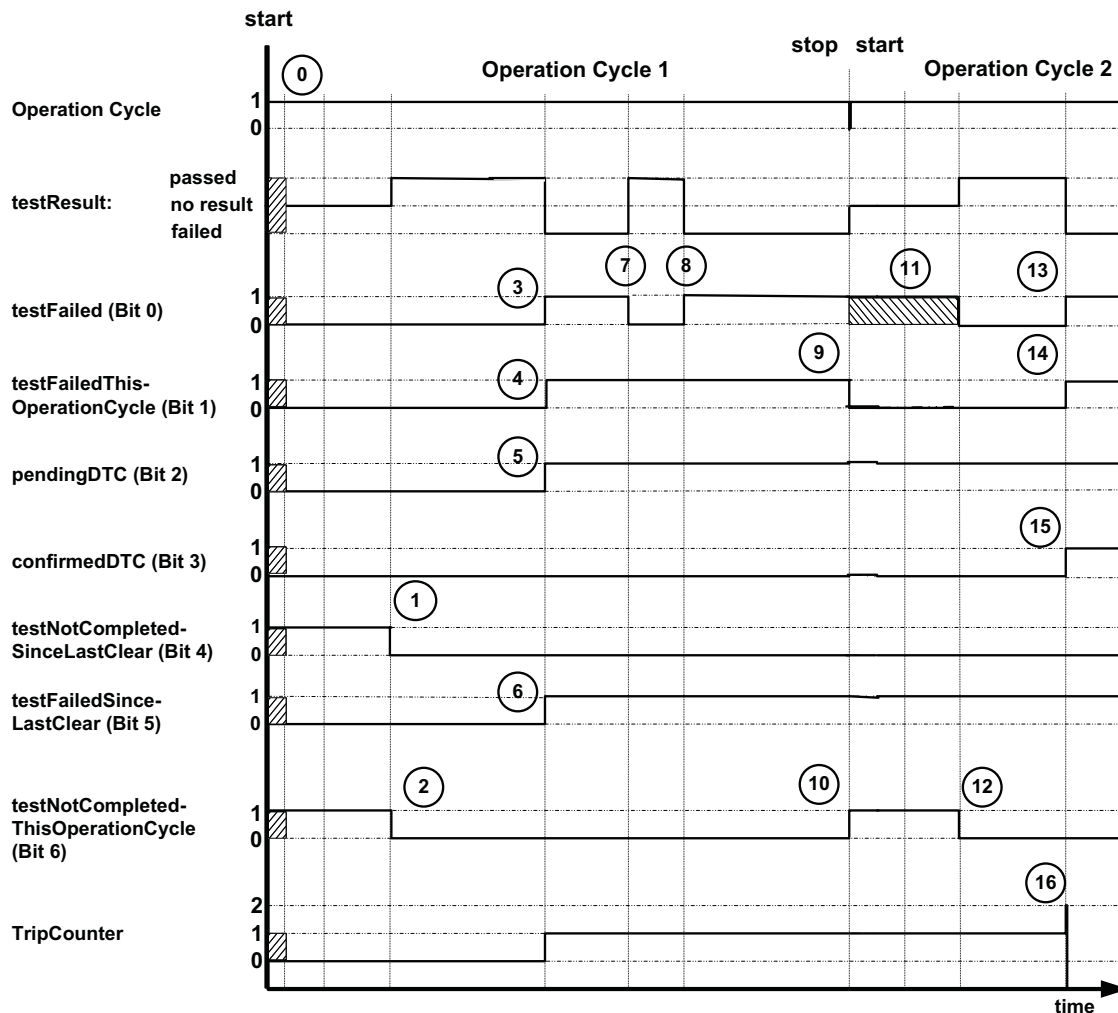 start
0
stop start
Operation Cycle 1
Operation Cycle 2
Operation Cycle
1
0
testResult:
passed
no result
failed
7
8
11
13
3
testFailed (Bit 0)
1
0
9
14
testFailedThis-
OperationCycle (Bit 1)
1
0
4
pendingDTC (Bit 2)
1
0
5
15
confirmedDTC (Bit 3)
1
0
1
testNotCompleted-
SinceLastClear (Bit 4)
1
0
testFailedSince-
LastClear (Bit 5)
1
0
6
2
10
12
testNotCompleted-
ThisOperationCycle
(Bit 6)
1
0
16
TripCounter
2
1
0
time